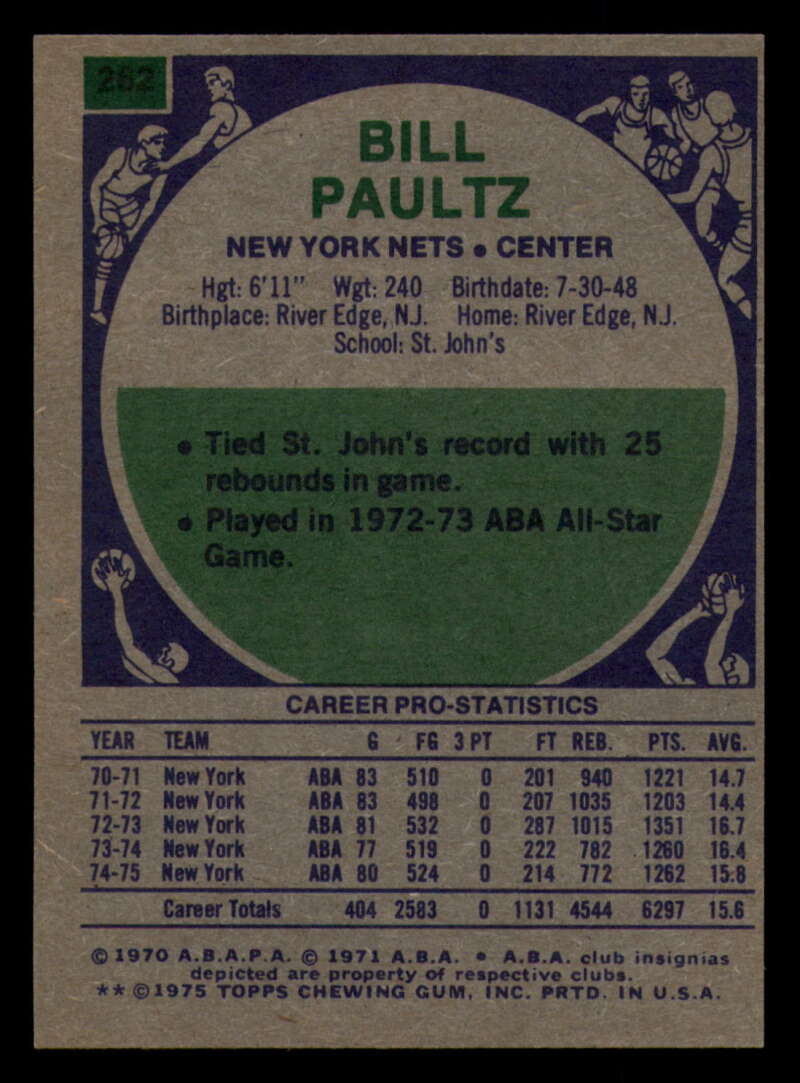 262
BILL
PAULTZ
NEW YORK NETS • CENTER
Hgt: 6'11" Wgt: 240 Birthdate: 7-30-48
Birthplace: River Edge, N.J. Home: River Edge, N.J.
School: St. John's
• Tied St. John's record with 25
rebounds in game.
• Played in 1972-73 ABA All-Star
Game.
CAREER PRO-STATISTICS
YEAR TEAM G FG 3 PT FT REB. PTS. AVG.
70-71 New York ABA 83 510 0 201 940 1221 14.7
71-72 New York ABA 83 498 0 207 1035 1203 14.4
72-73 New York ABA 81 532 0 287 1015 1351 16.7
73-74 New York ABA 77 519 0 222 782 1260 16.4
74-75 New York ABA 80 524 0 214 772 1262 15.8
Career Totals 404 2583 0 1131 4544 6297 15.6
© 1970 A.B.A.P.A. © 1971 A.B.A. • A.B.A. club insignias
depicted are property of respective clubs.
** © 1975 TOPPS CHEWING GUM, INC. PRTD. IN U.S.A.